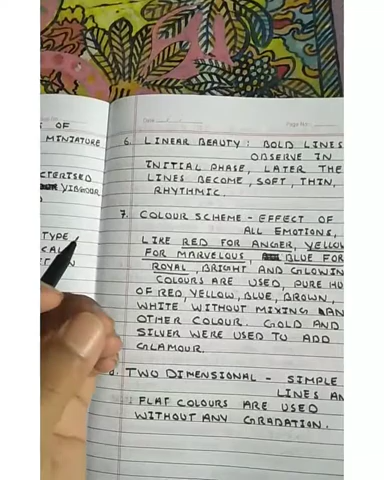 S OF
MINIATURE
CTERISED
VIGOUR
TYPE
CAL
Date
Page No.
6. LINEAR BEAUTY: BOLD LINES
OBSERVE IN
INITIAL PHASE, LATER THE
LINES BECOME, SOFT, THIN,
RHYTHMIC.
7. COLOUR SCHEME - EFFECT OF
ALL EMOTIONS,
LIKE RED FOR ANGER, YELLOW
FOR MARVELOUS, BLUE FOR
ROYAL, BRIGHT AND GLOWIN
COLOURS ARE USED, PURE HU
OF RED, YELLOW, BLUE, BROWN,
WHITE WITHOUT MIXING AN
OTHER COLOUR. GOLD AND
SILVER WERE USED TO ADD
GLAMOUR.
8. TWO DIMENSIONAL - SIMPLE
LINES AN
FLAT COLOURS ARE USED
WITHOUT ANY GRADATION.